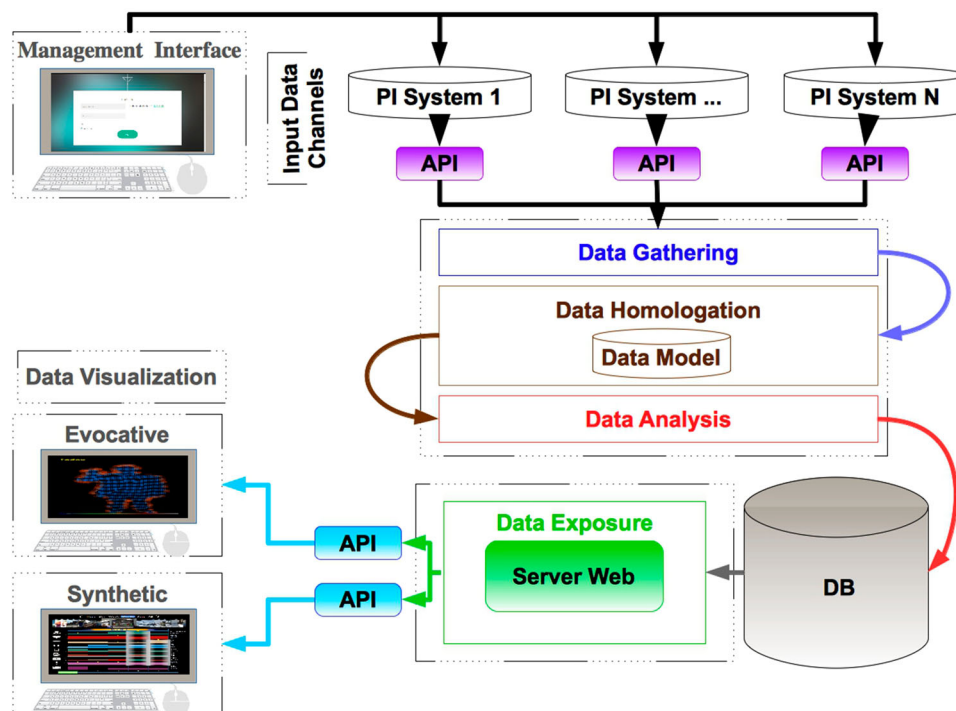 Management Interface
Input Data
Channels
PI System 1
PI System ...
PI System N
API
API
API
Data Gathering
Data Homologation
Data Model
Data Analysis
Data Visualization
Evocative
Synthetic
API
API
Data Exposure
Server Web
DB